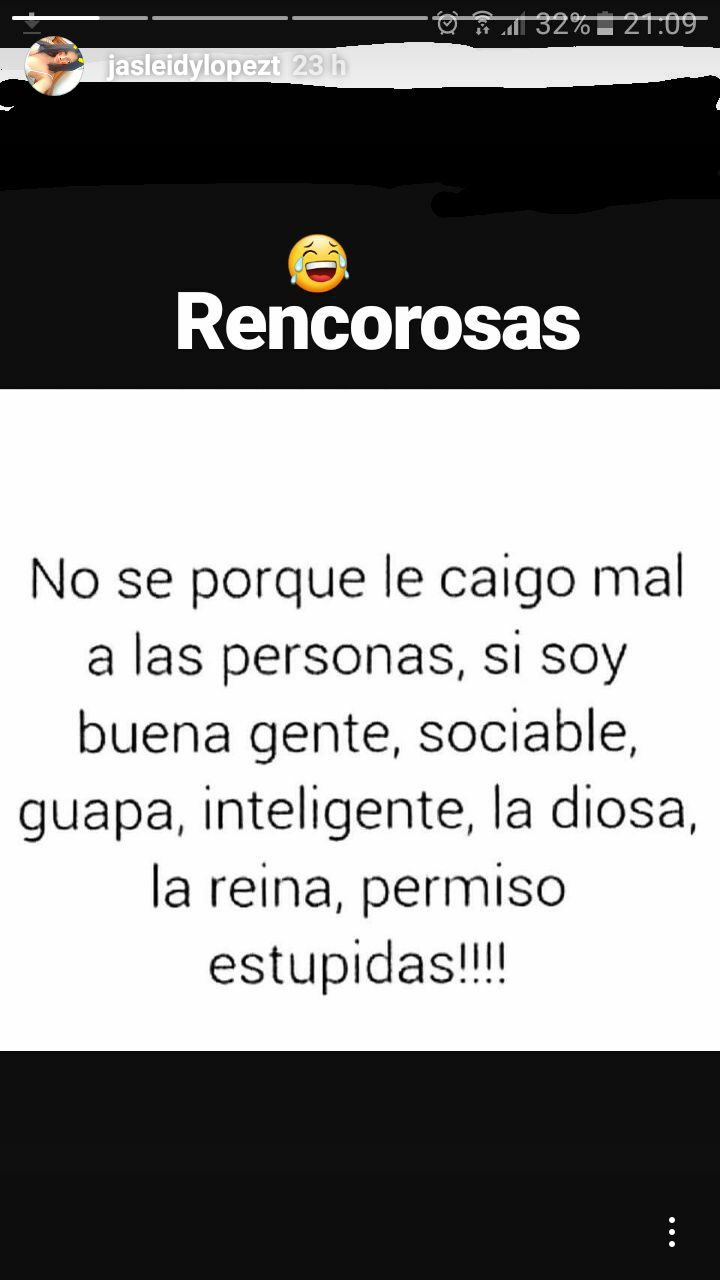 32% 21:09
jasleidylopezt 23 h
😂
Rencorosas
No se porque le caigo mal
a las personas, si soy
buena gente, sociable,
guapa, inteligente, la diosa,
la reina, permiso
estupidas!!!!